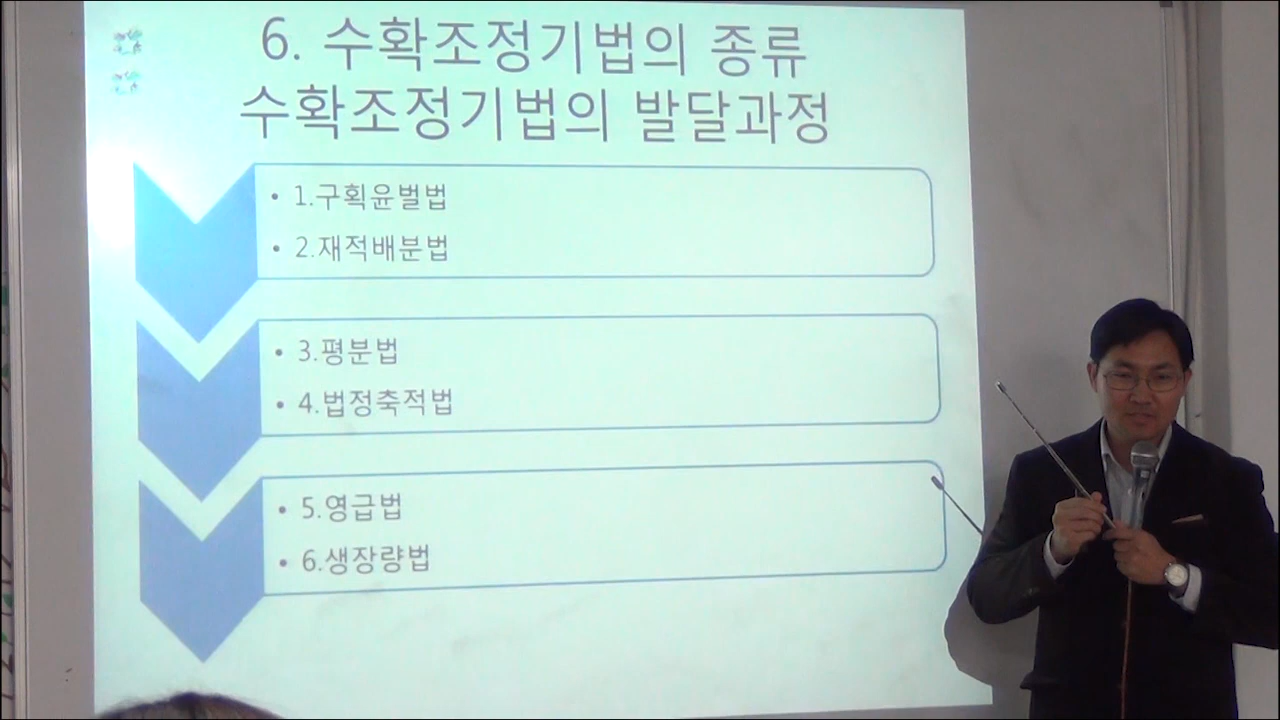 6. 수확조정기법의 종류
수확조정기법의 발달과정
• 1.구획윤벌법
• 2.재적배분법
• 3.평분법
• 4.법정축적법
• 5.영급법
• 6.생장량법